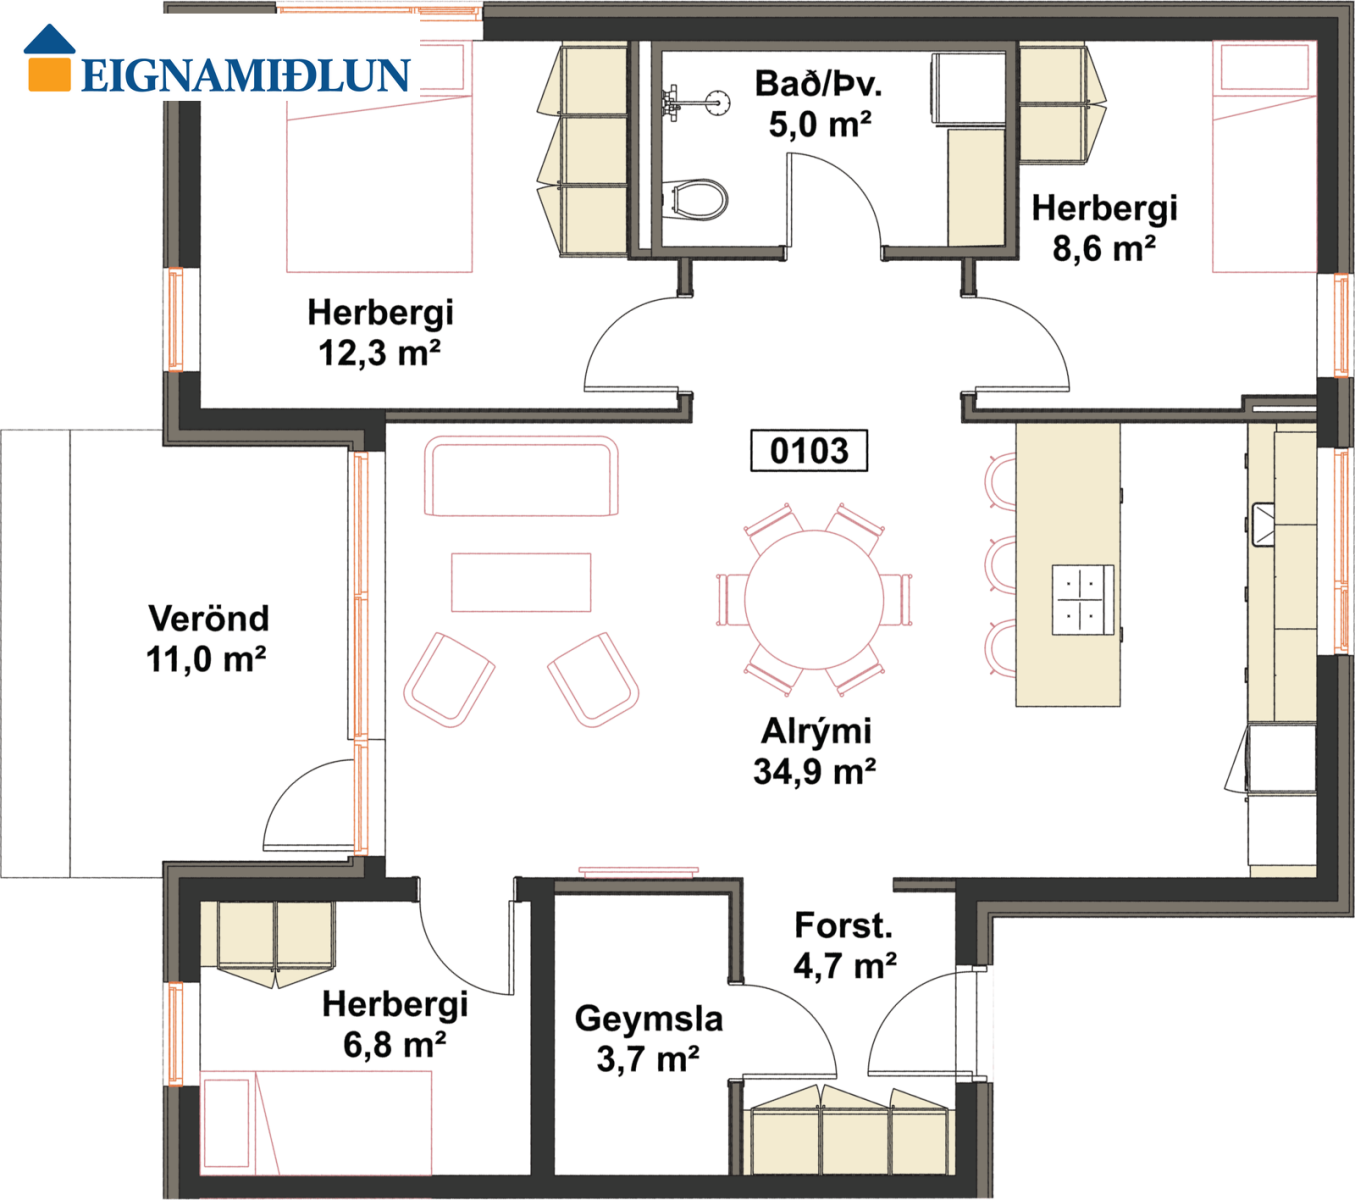 EIGNAMIÐLUN
Bað/Þv.
5,0 m²
Herbergi
8,6 m²
Herbergi
12,3 m²
0103
Verönd
11,0 m²
Alrými
34,9 m²
Forst.
4,7 m²
Herbergi
6,8 m²
Geymsla
3,7 m²